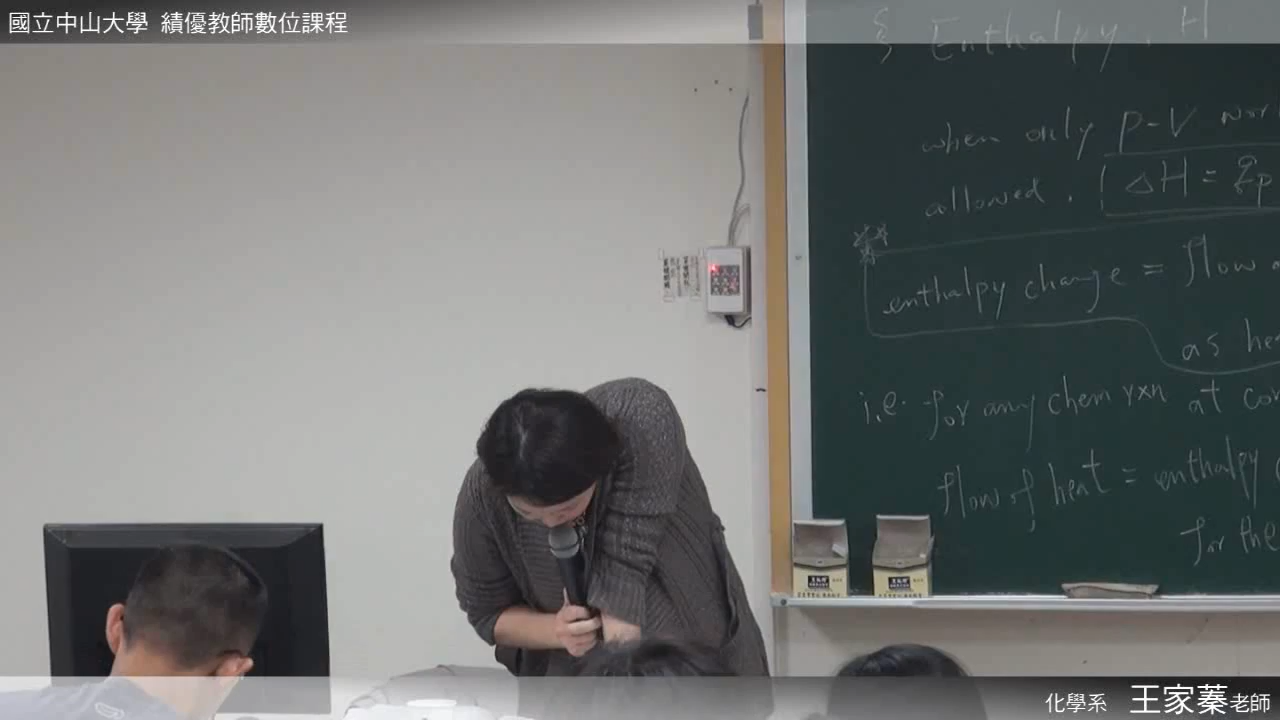 國立中山大學 績優教師數位課程
§ Enthalpy, H.
when only P-V wor
allowed, ΔH = qp
*** enthalpy change = flow
as he
i.e. for any chem rxn at con
flow of heat = enthalpy
for the
化學系 王家蓁老師